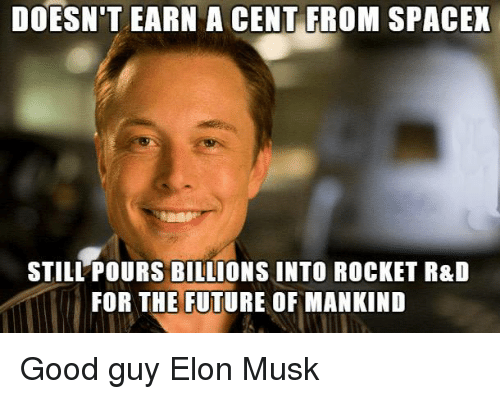 DOESN'T EARN A CENT FROM SPACEX
STILL POURS BILLIONS INTO ROCKET R&D
FOR THE FUTURE OF MANKIND
Good guy Elon Musk